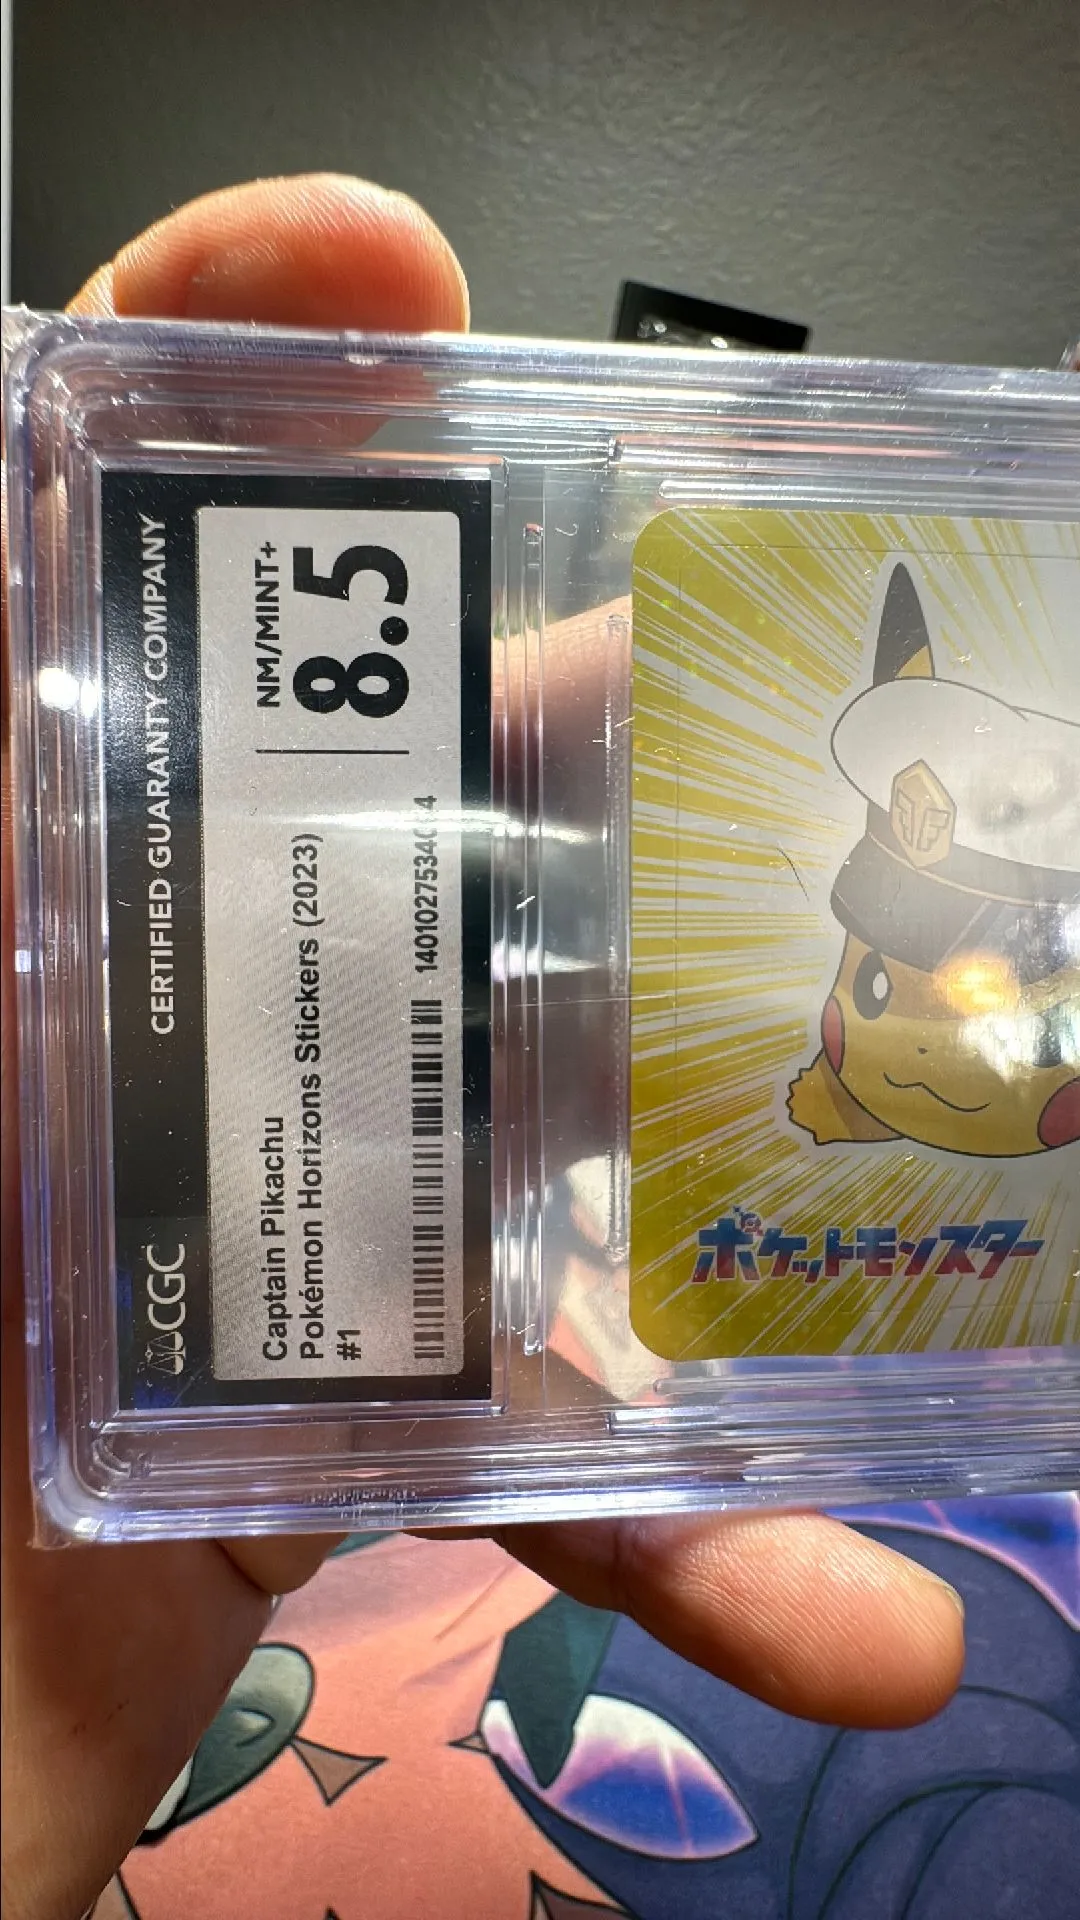 CGC CERTIFIED GUARANTY COMPANY
Captain Pikachu
Pokémon Horizons Stickers (2023)
#1
NM/MINT+
8.5
ポケットモンスター